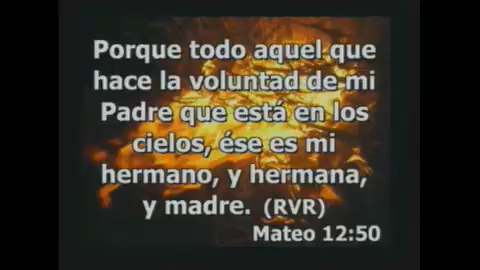 Porque todo aquel que
hace la voluntad de mi
Padre que está en los
cielos, ése es mi
hermano, y hermana,
y madre. (RVR)
Mateo 12:50